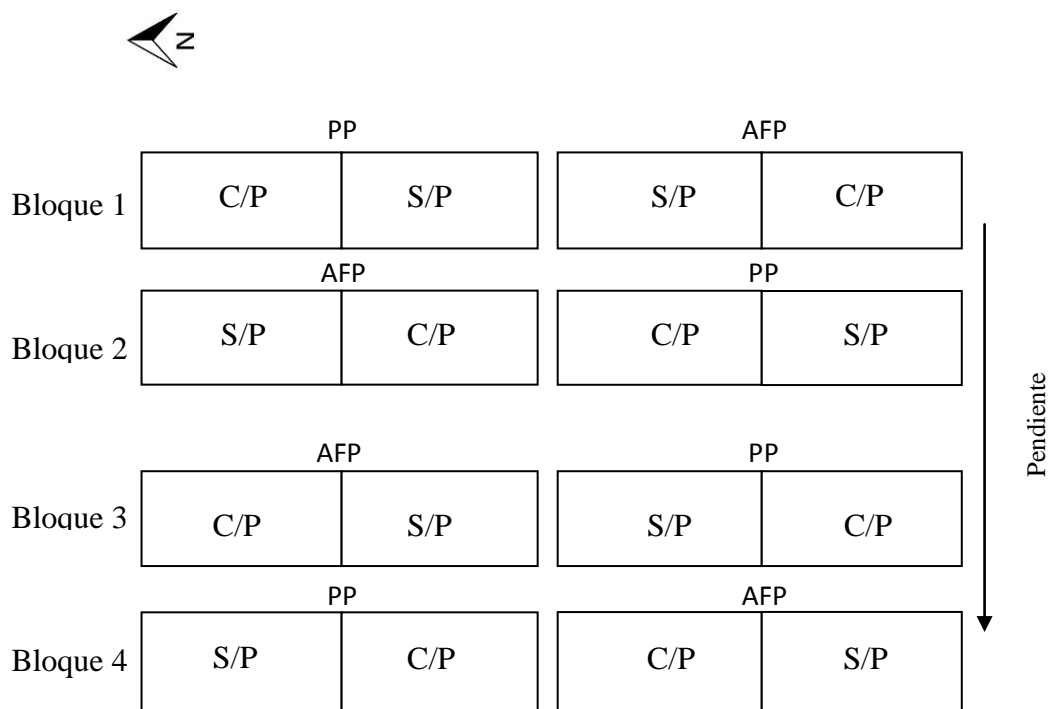 N
PP AFP
Bloque 1 C/P S/P S/P C/P
AFP PP
Bloque 2 S/P C/P C/P S/P
Pendiente
AFP PP
Bloque 3 C/P S/P S/P C/P
PP AFP
Bloque 4 S/P C/P C/P S/P